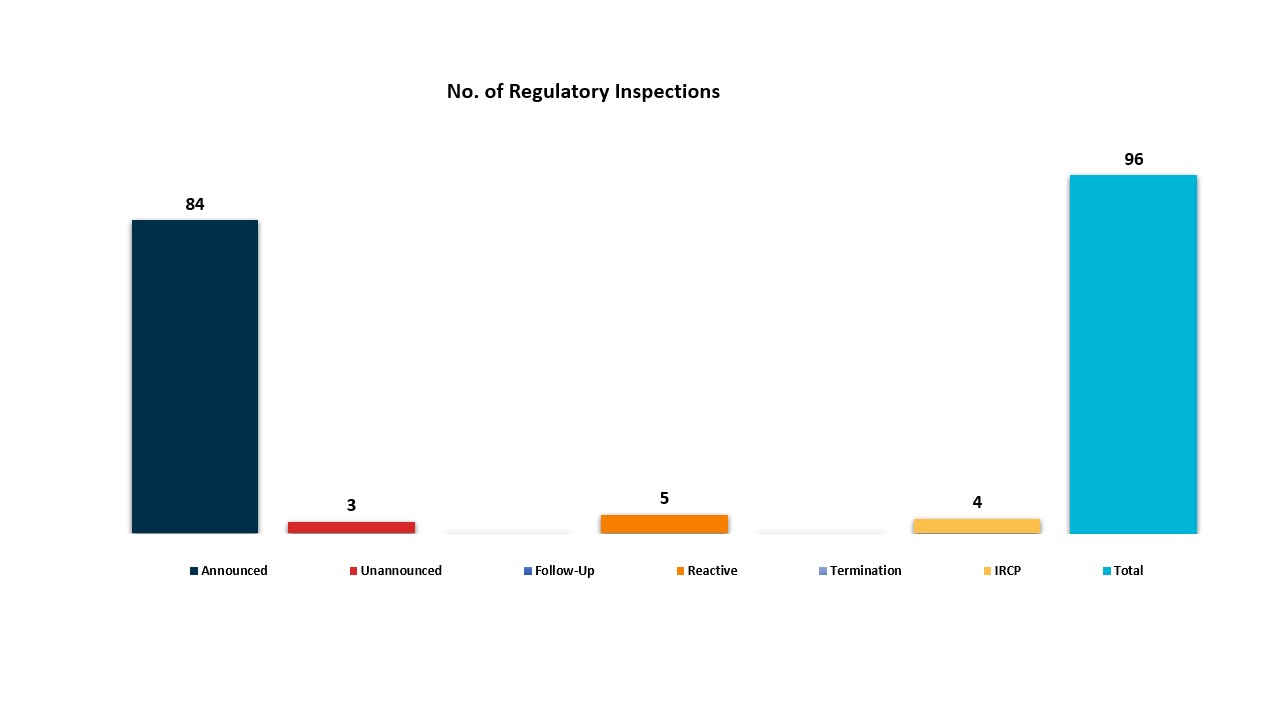 No. of Regulatory Inspections
96
84
3
5
4
Announced Unannounced Follow-Up Reactive Termination IRCP Total